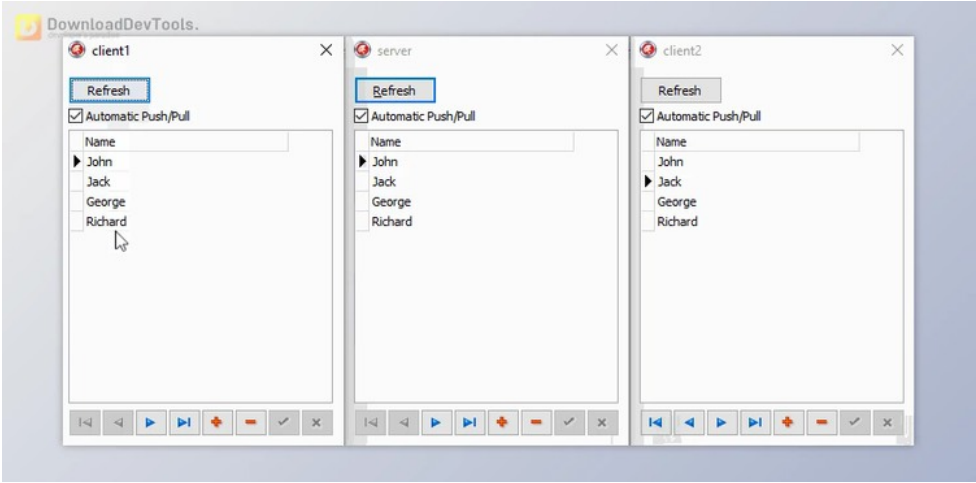 DownloadDevTools.
client1
Refresh
Automatic Push/Pull
Name
John
Jack
George
Richard
server
Refresh
Automatic Push/Pull
Name
John
Jack
George
Richard
client2
Refresh
Automatic Push/Pull
Name
John
Jack
George
Richard